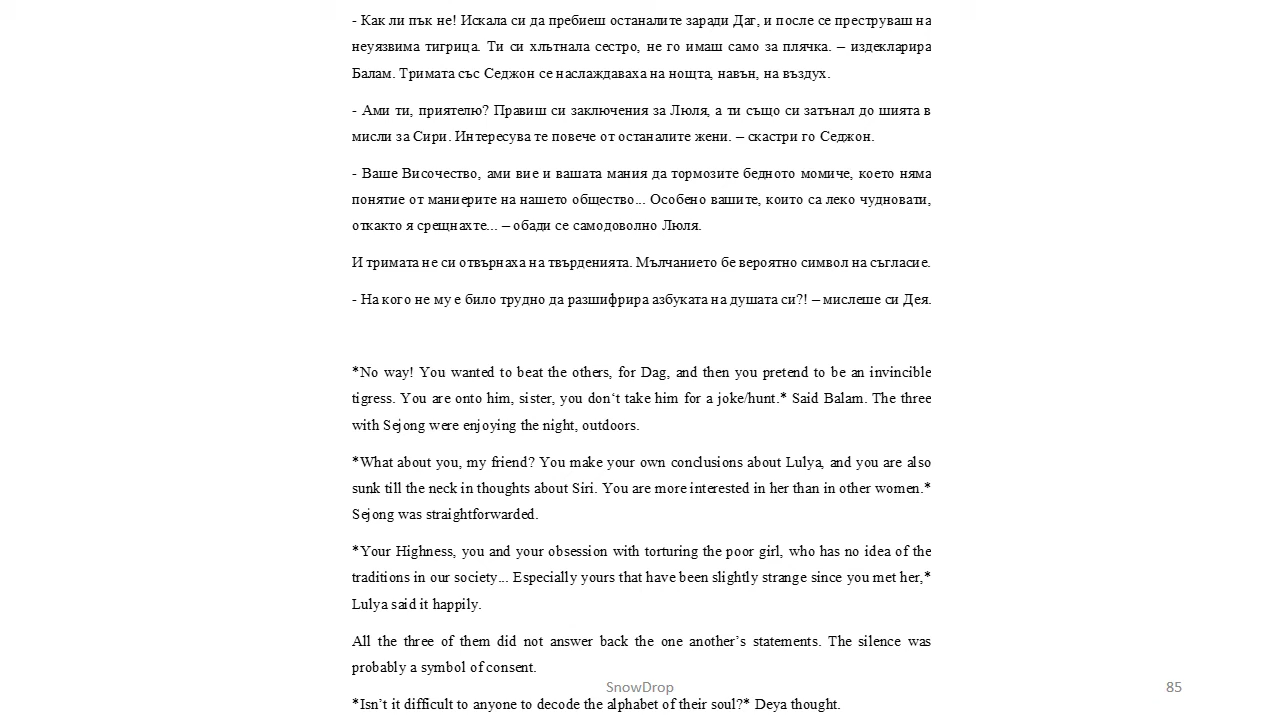 - Как ли пък не! Искала си да пребиеш останалите заради Даг, и после се преструваш на
неуязвима тигрица. Ти си хлътнала сестро, не го имаш само за плячка. – издекларира
Балам. Тримата със Седжон се наслаждаваха на нощта, навън, на въздух.
- Ами ти, приятелю? Правиш си заключения за Люля, а ти също си затънал до шията в
мисли за Сири. Интересува те повече от останалите жени. – скастри го Седжон.
- Ваше Височество, ами вие и вашата мания да тормозите бедното момиче, което няма
понятие от маниерите на нашето общество... Особено вашите, които са леко чудновати,
откакто я срещнахте... – обади се самодоволно Люля.
И тримата не си отвърнаха на твърденията. Мълчанието бе вероятно символ на съгласие.
- На кого не му е било трудно да разшифрира азбуката на душата си?! – мислеше си Дея.
*No way! You wanted to beat the others, for Dag, and then you pretend to be an invincible
tigress. You are onto him, sister, you don‘t take him for a joke/hunt.* Said Balam. The three
with Sejong were enjoying the night, outdoors.
*What about you, my friend? You make your own conclusions about Lulya, and you are also
sunk till the neck in thoughts about Siri. You are more interested in her than in other women.*
Sejong was straightforwarded.
*Your Highness, you and your obsession with torturing the poor girl, who has no idea of the
traditions in our society... Especially yours that have been slightly strange since you met her,*
Lulya said it happily.
All the three of them did not answer back the one another’s statements. The silence was
probably a symbol of consent.
*Isn’t it difficult to anyone to decode the alphabet of their soul?* Deya thought.
SnowDrop
85